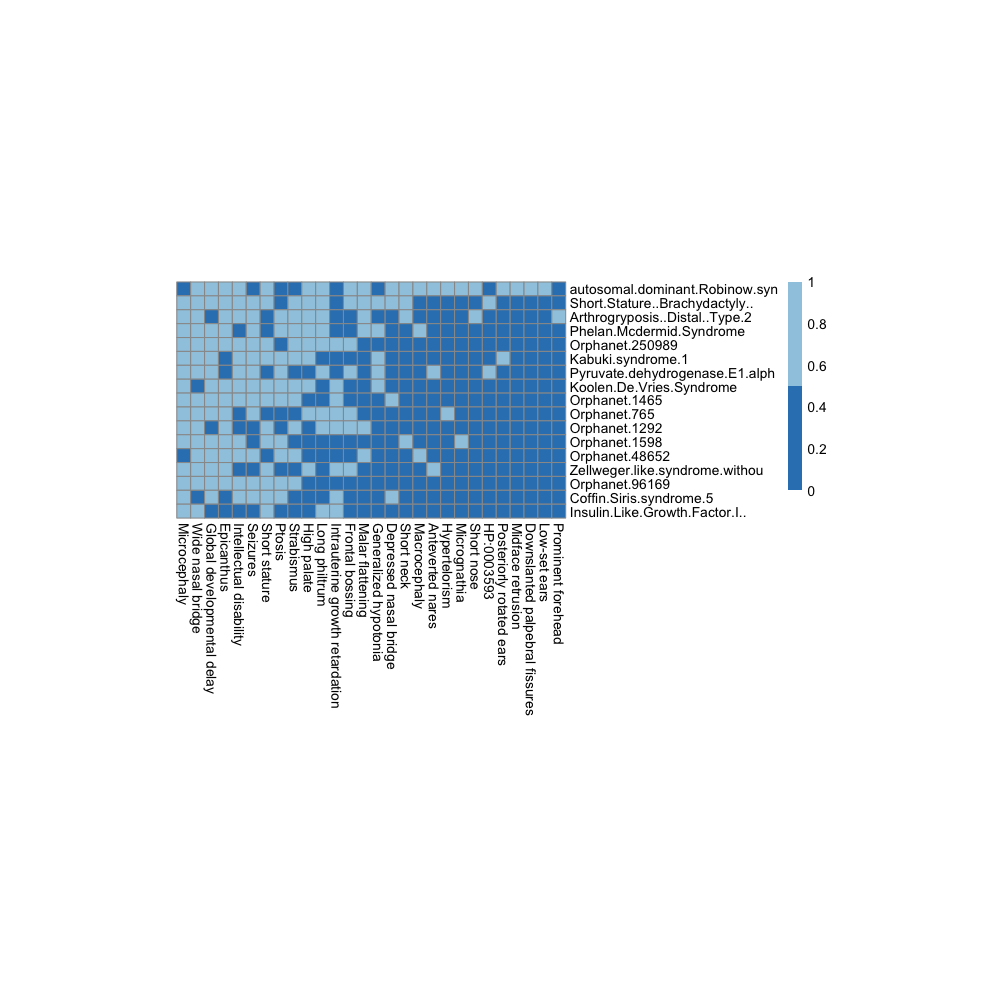 autosomal.dominant.Robinow.syn
Short.Stature..Brachydactyly..
Arthrogryposis..Distal..Type.2
Phelan.Mcdermid.Syndrome
Orphanet.250989
Kabuki.syndrome.1
Pyruvate.dehydrogenase.E1.alph
Koolen.De.Vries.Syndrome
Orphanet.1465
Orphanet.765
Orphanet.1292
Orphanet.1598
Orphanet.48652
Zellweger.like.syndrome.withou
Orphanet.96169
Coffin.Siris.syndrome.5
Insulin.Like.Growth.Factor.I..
1
0.8
0.6
0.4
0.2
0
Microcephaly
Wide nasal bridge
Global developmental delay
Epicanthus
Intellectual disability
Seizures
Short stature
Ptosis
Strabismus
High palate
Long philtrum
Intrauterine growth retardation
Frontal bossing
Malar flattening
Generalized hypotonia
Depressed nasal bridge
Short neck
Macrocephaly
Anteverted nares
Hypertelorism
Micrognathia
Short nose
HP:0003593
Posteriorly rotated ears
Midface retrusion
Downslanted palpebral fissures
Low-set ears
Prominent forehead